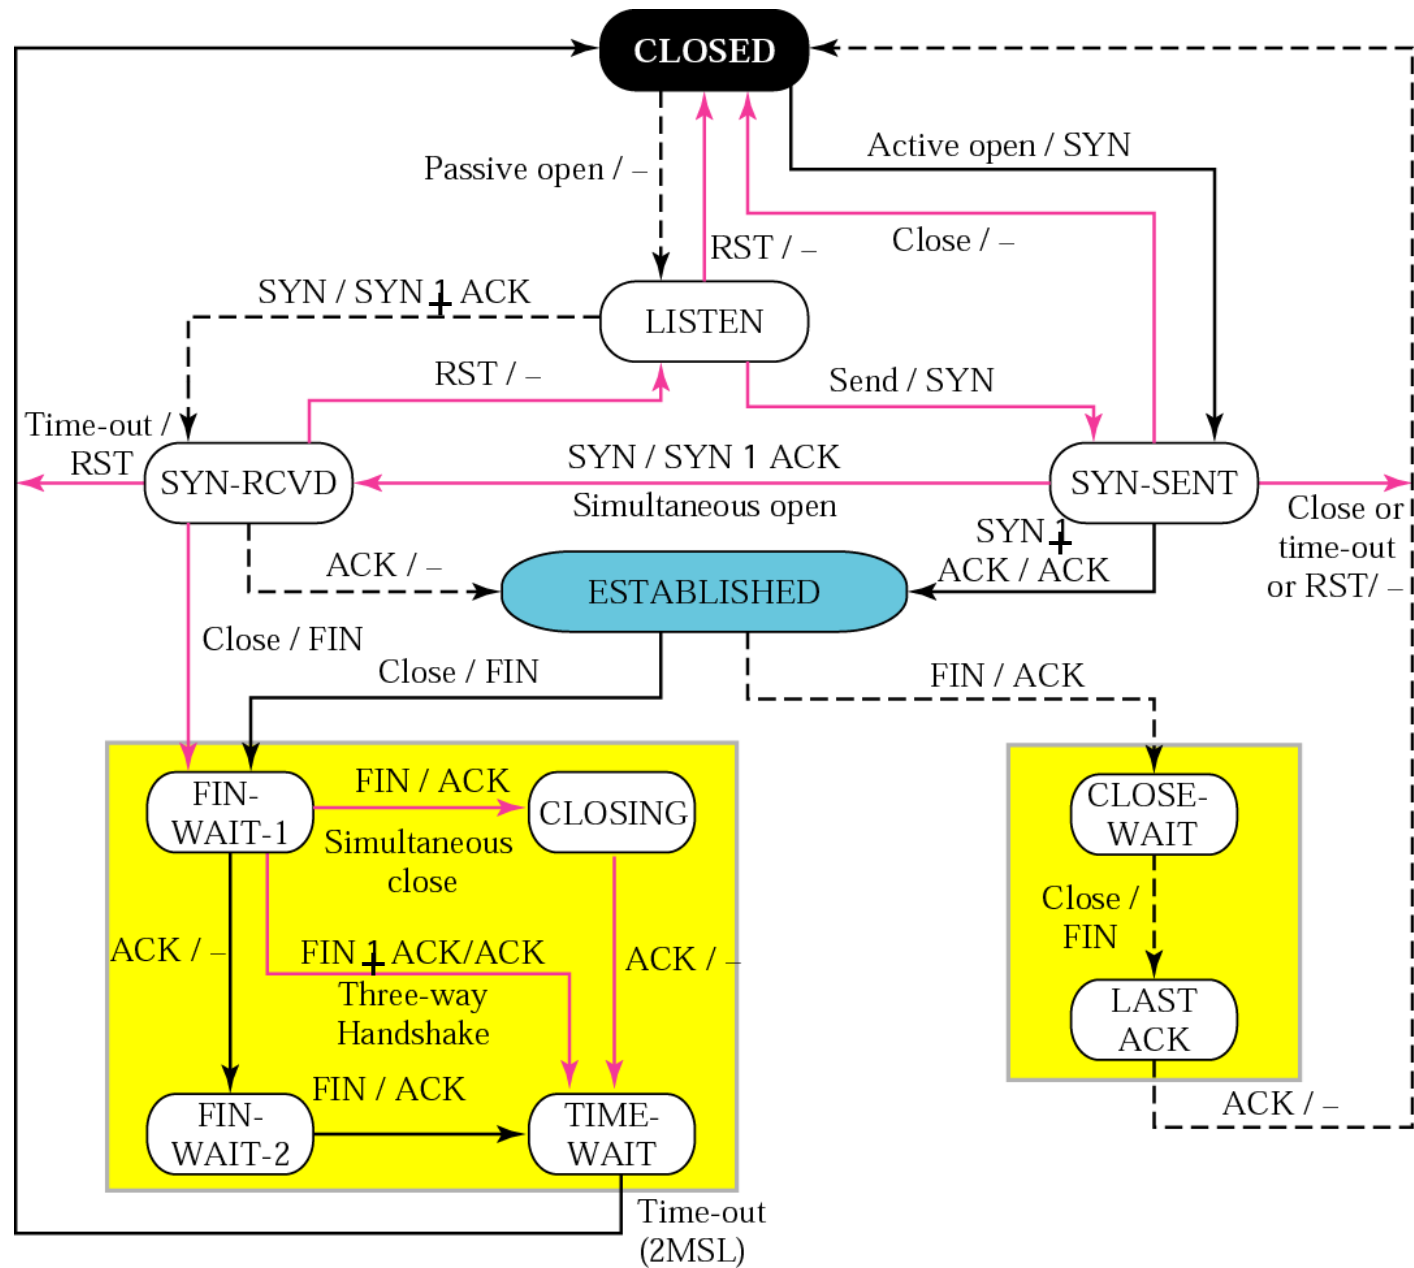 CLOSED
Active open / SYN
Passive open / –
RST / –
Close / –
SYN / SYN + ACK
LISTEN
RST / –
Send / SYN
Time-out /
RST
SYN-RCVD
SYN / SYN 1 ACK
Simultaneous open
SYN-SENT
Close or
time-out
or RST/ –
SYN +
ACK / ACK
ACK / –
ESTABLISHED
Close / FIN
Close / FIN
FIN / ACK
FIN-
WAIT-1
FIN / ACK
Simultaneous
close
CLOSING
CLOSE-
WAIT
Close /
FIN
ACK / –
FIN + ACK/ACK
Three-way
Handshake
ACK / –
LAST
ACK
FIN-
WAIT-2
FIN / ACK
TIME-
WAIT
ACK / –
Time-out
(2MSL)